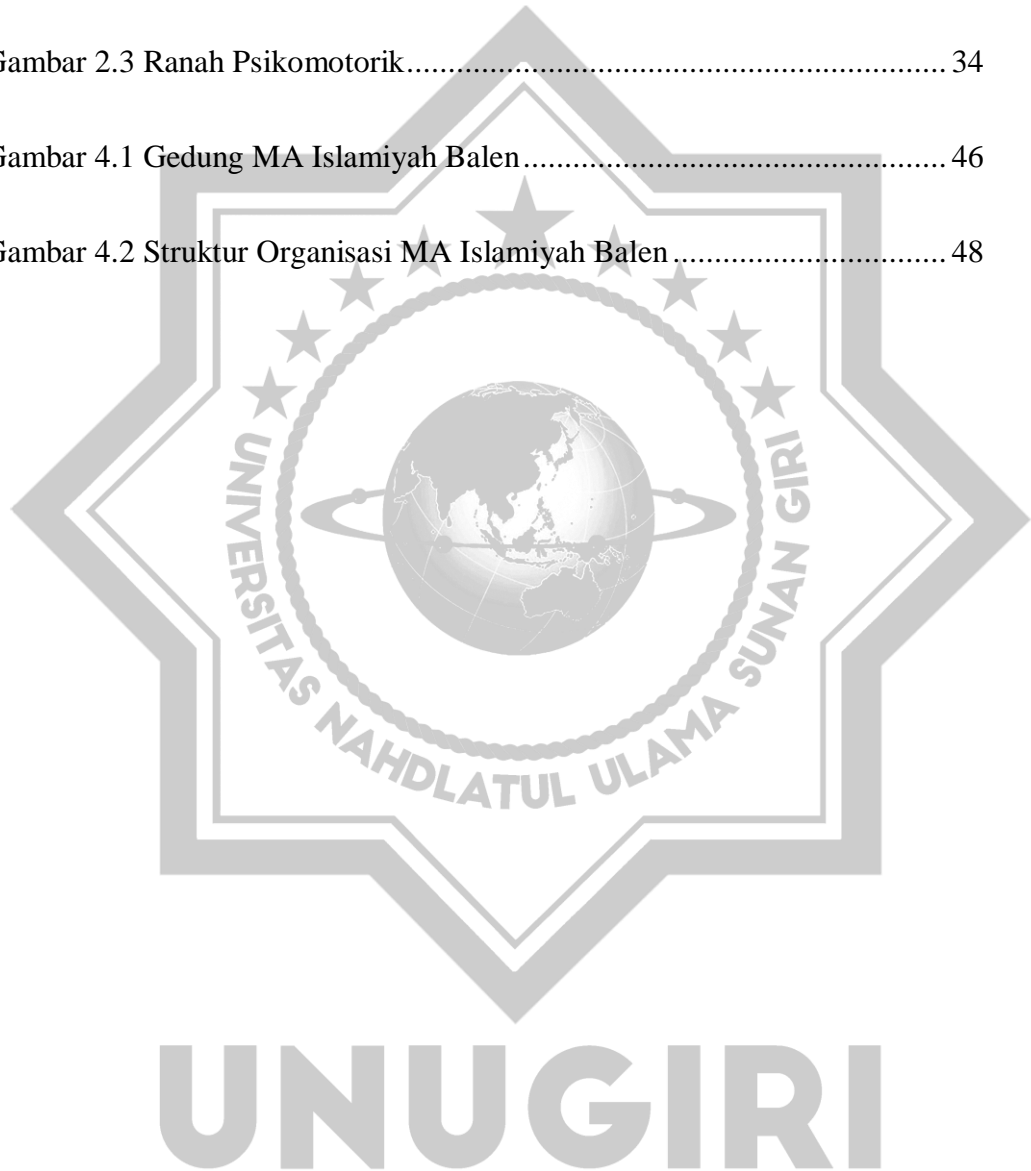 Gambar 2.3 Ranah Psikomotorik................................................................ 34
Gambar 4.1 Gedung MA Islamiyah Balen.................................................. 46
Gambar 4.2 Struktur Organisasi MA Islamiyah Balen................................ 48
UNIVERSITAS NAHDLATUL ULAMA SUNAN GIRI
UNUGIRI